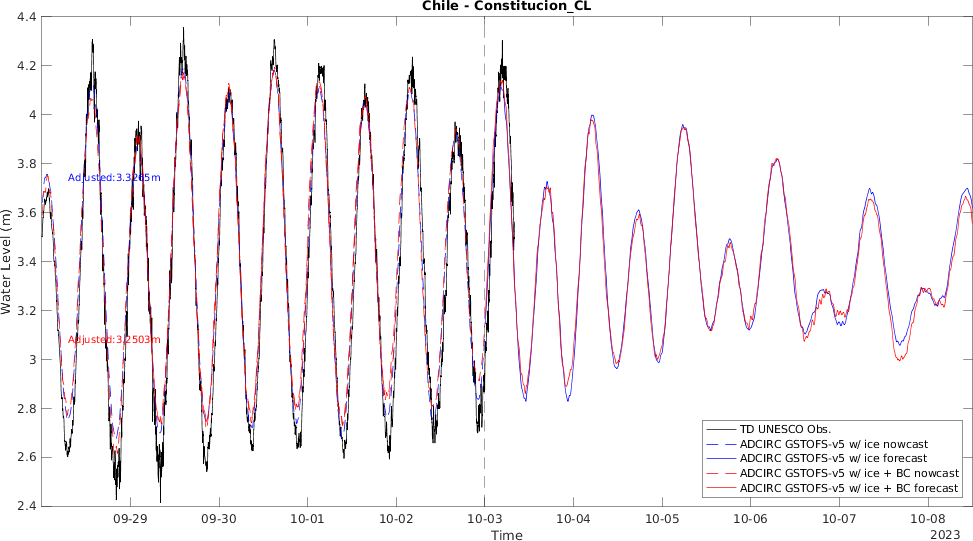 Chile - Constitucion_CL
4.4
4.2
4
3.8
3.6
3.4
3.2
3
2.8
2.6
2.4
Water Level (m)
Adjusted:3.3265m
Adjusted:3.2503m
TD UNESCO Obs.
ADCIRC GSTOFS-v5 w/ ice nowcast
ADCIRC GSTOFS-v5 w/ ice forecast
ADCIRC GSTOFS-v5 w/ ice + BC nowcast
ADCIRC GSTOFS-v5 w/ ice + BC forecast
09-29 09-30 10-01 10-02 10-03 10-04 10-05 10-06 10-07 10-08
Time
2023